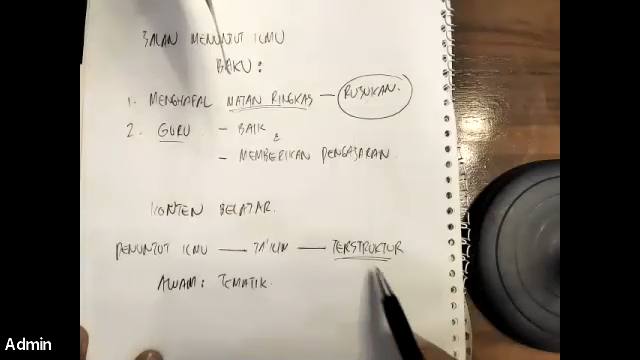 JALAN MENUNTUT ILMU
BAKU:
1. MENGHAFAL MATAN RINGKAS — RUJUKAN.
2. GURU - BAIK
&
- MEMBERIKAN PENGAJARAN.
KONTEN BELAJAR.
PENUNTUT ILMU — TA'LIM — TERSTRUKTUR
AWAM: TEMATIK.
Admin